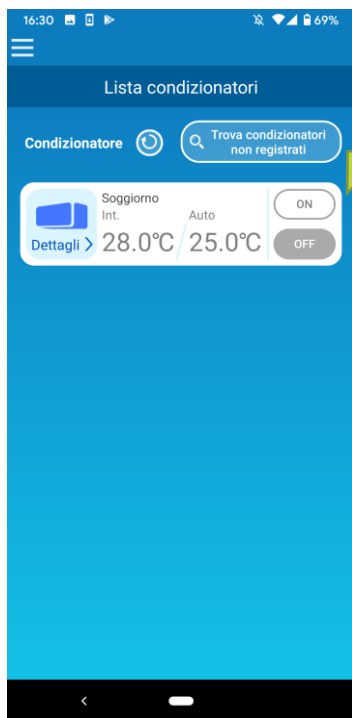 16:30 69%
Lista condizionatori
Condizionatore
Trova condizionatori
non registrati
Soggiorno
Int. Auto
Dettagli 28.0°C 25.0°C
ON
OFF